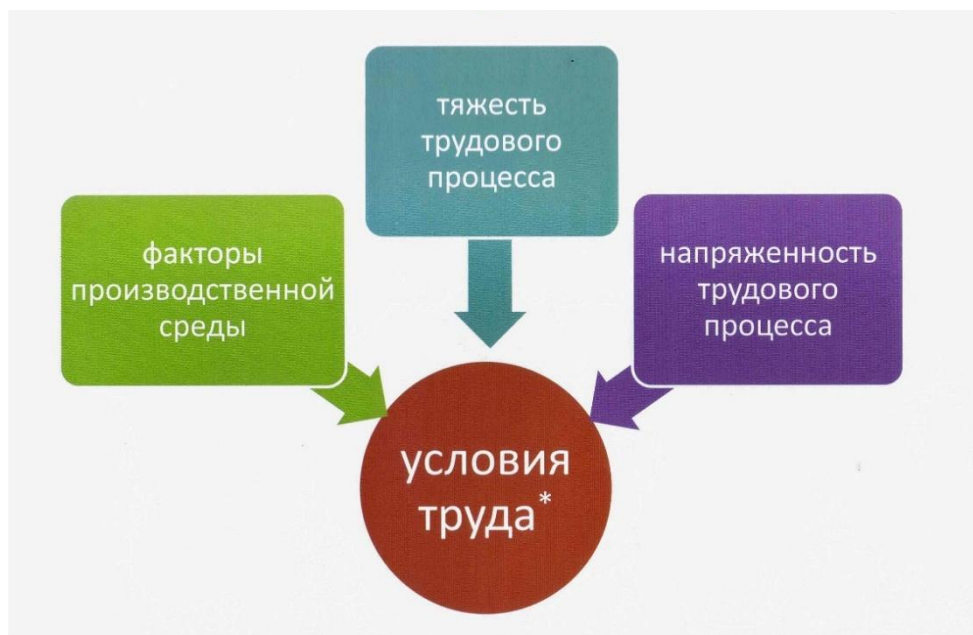 тяжесть
трудового
процесса
факторы
производственной
среды
напряженность
трудового
процесса
условия
труда*